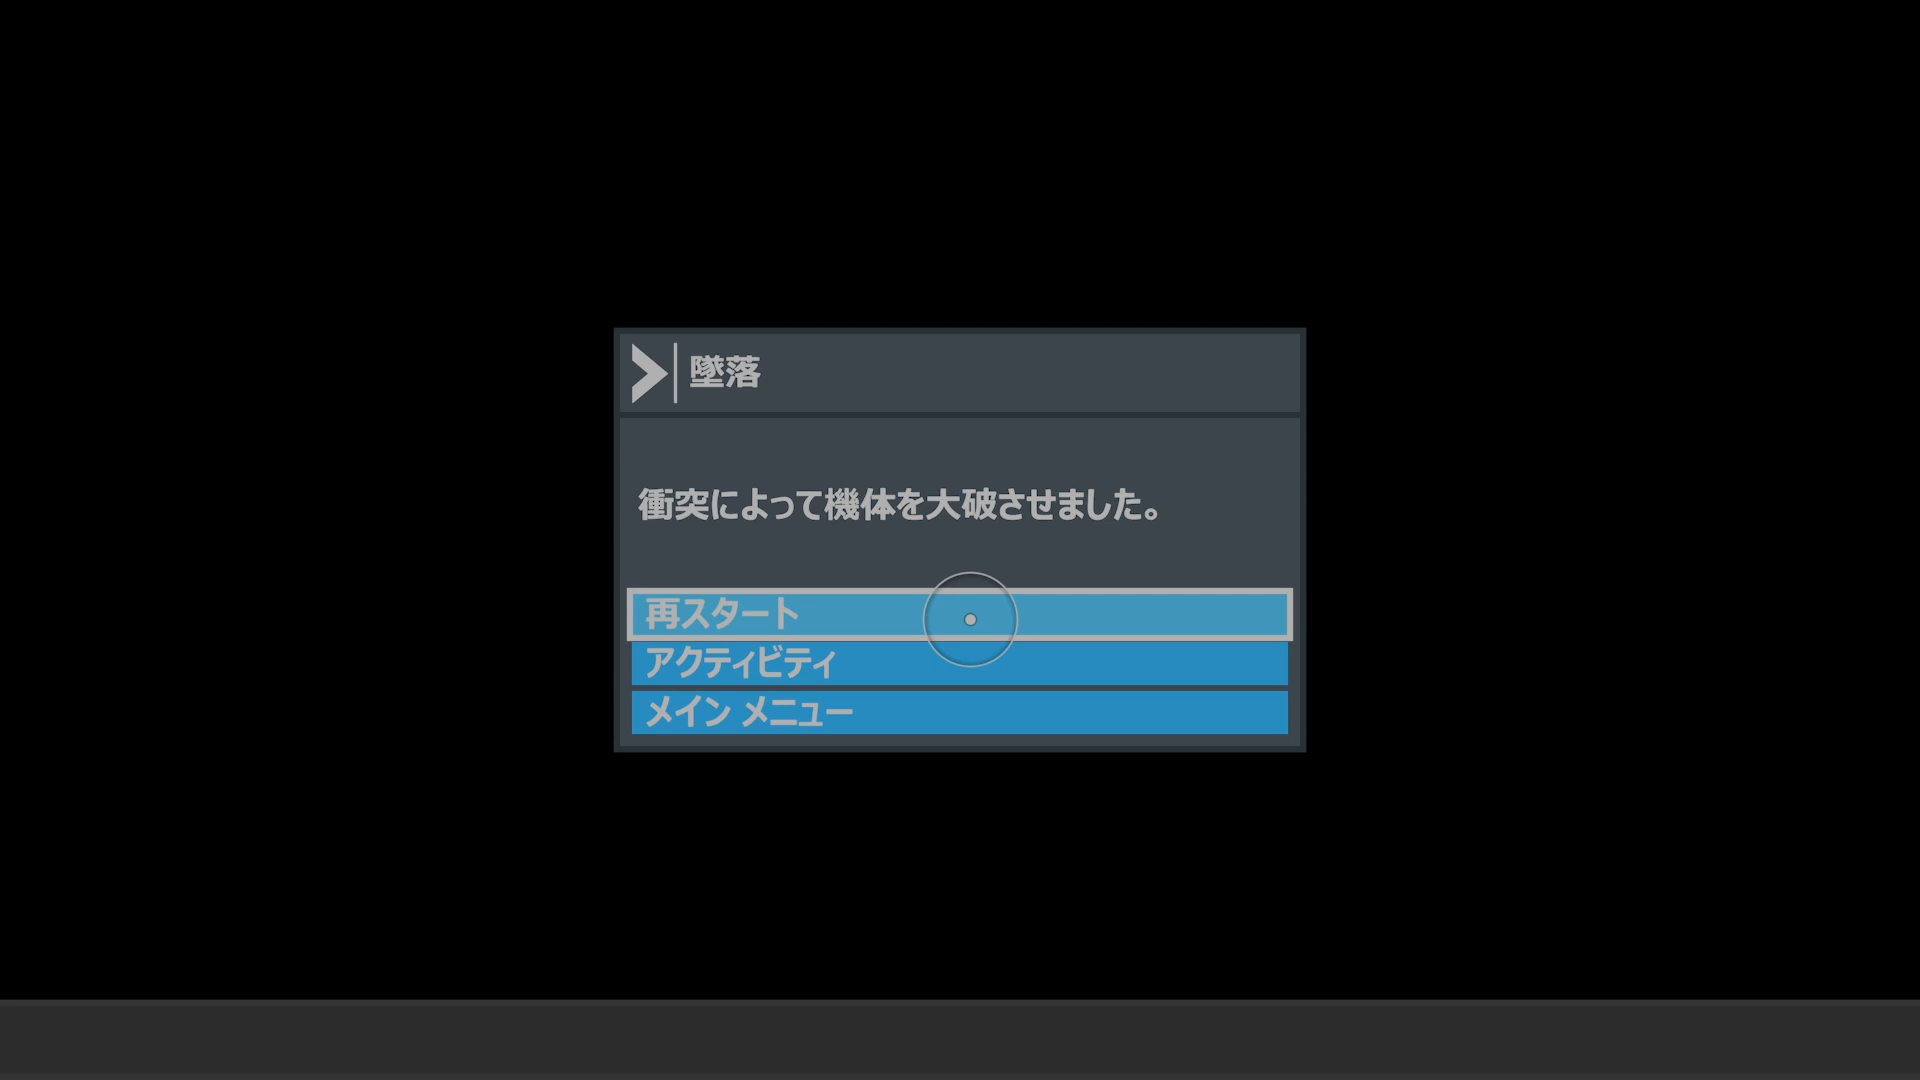 墜落
衝突によって機体を大破させました。
再スタート
アクティビティ
メイン メニュー